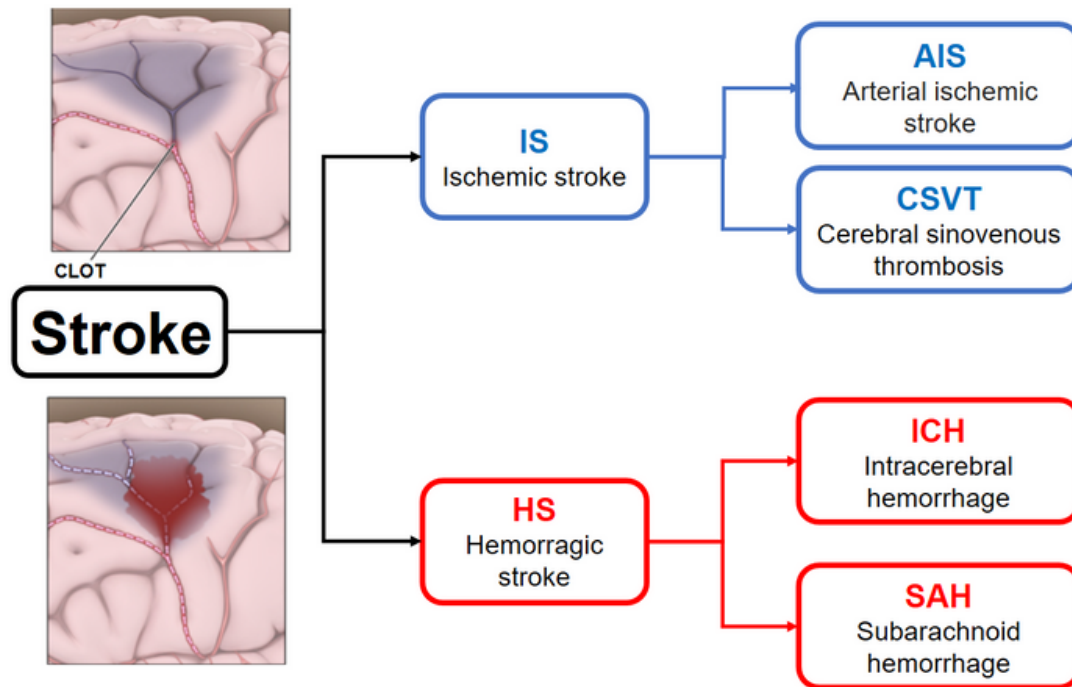 CLOT
Stroke
IS
Ischemic stroke
AIS
Arterial ischemic
stroke
CSVT
Cerebral sinovenous
thrombosis
HS
Hemorragic
stroke
ICH
Intracerebral
hemorrhage
SAH
Subarachnoid
hemorrhage